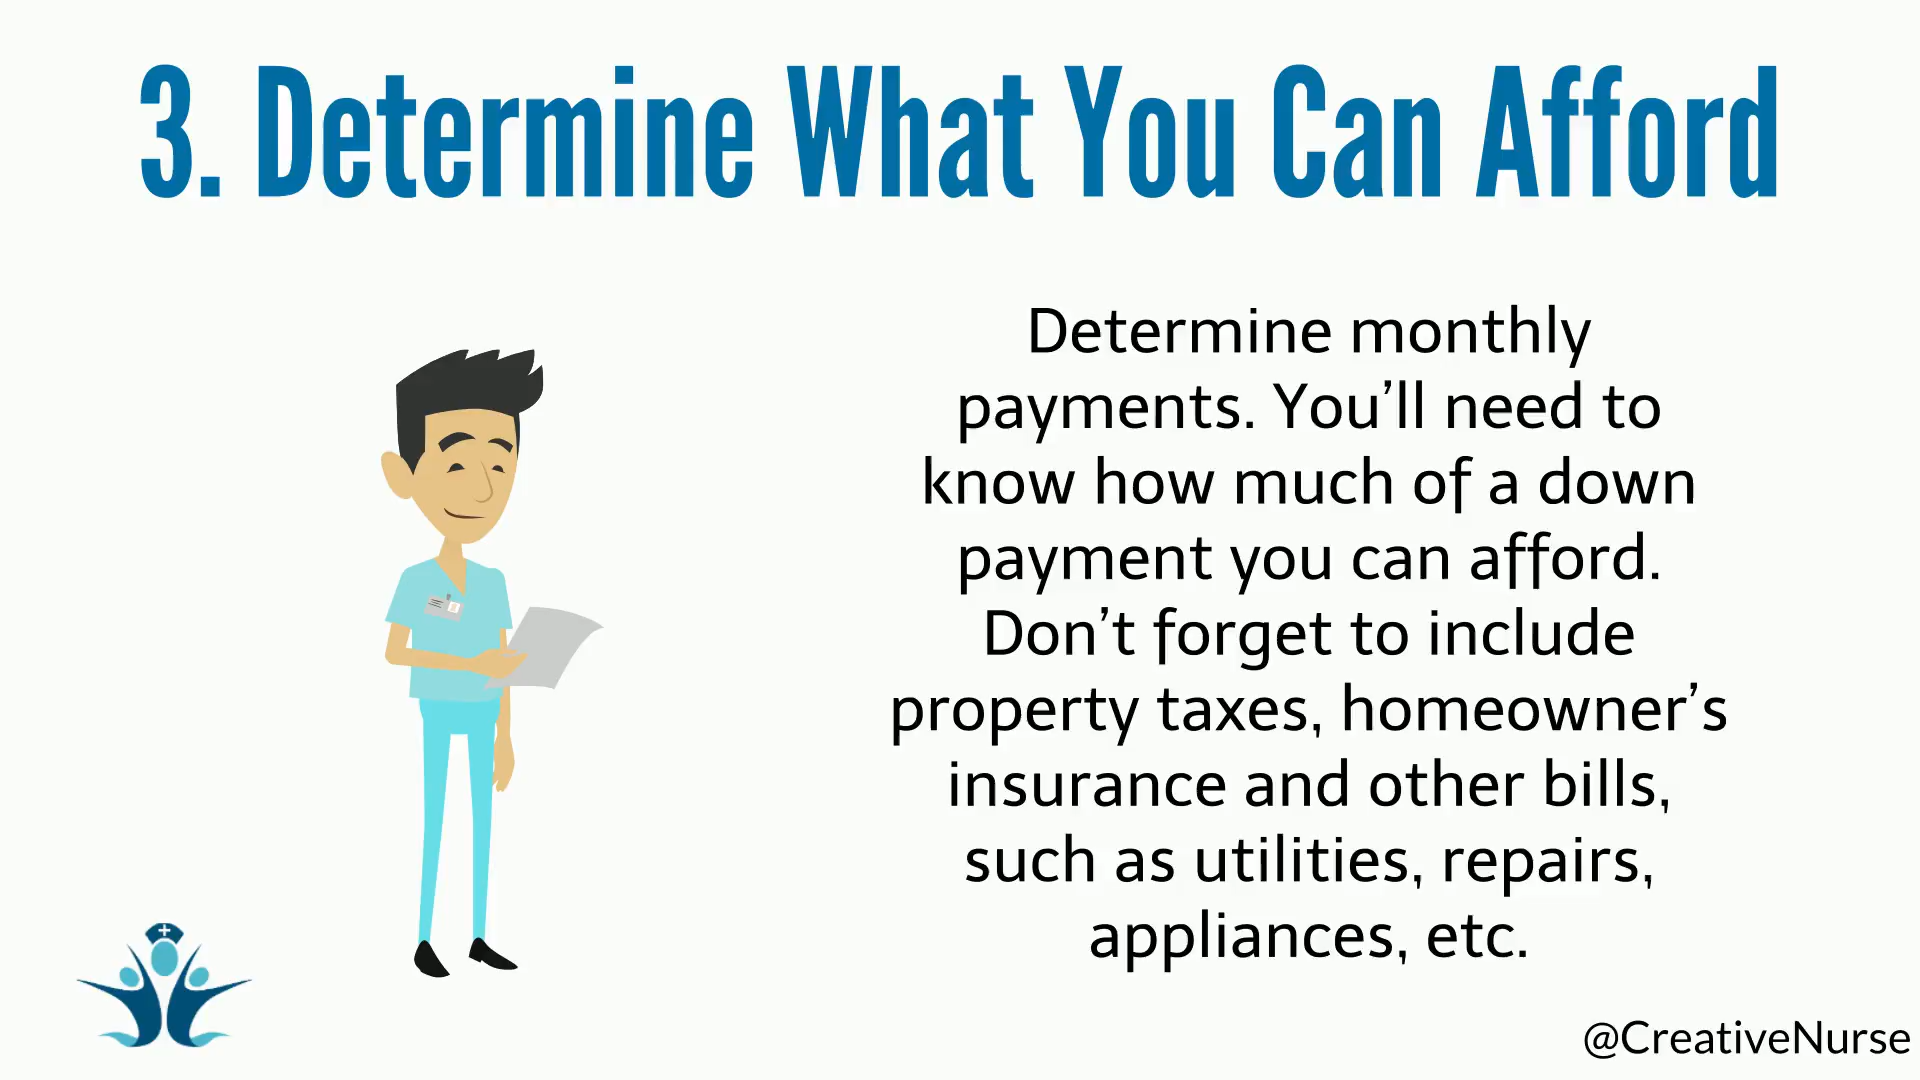 3. Determine What You Can Afford
Determine monthly
payments. You’ll need to
know how much of a down
payment you can afford.
Don’t forget to include
property taxes, homeowner’s
insurance and other bills,
such as utilities, repairs,
appliances, etc.
@CreativeNurse